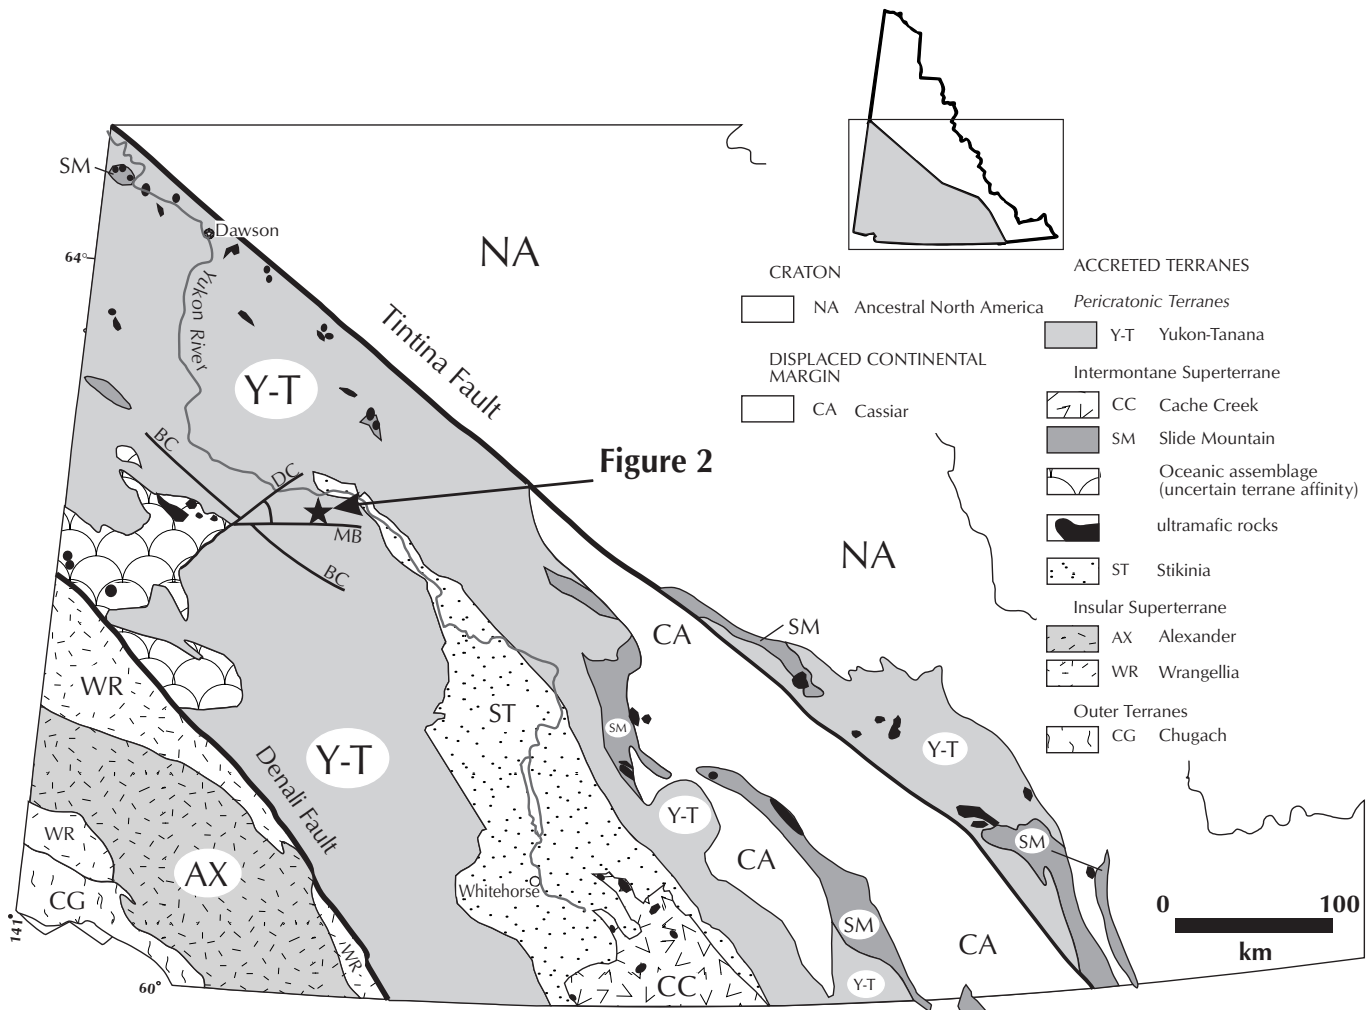 SM
Dawson
64°
NA
Yukon River
Tintina Fault
Y-T
Figure 2
BC
DC
MB
BC
NA
CA
SM
WR
ST
SM
Y-T
Y-T
Denali Fault
Y-T
WR
CA
SM
AX
Whitehorse
CG
SM
CA
WR
CC
Y-T
141°
60°
CRATON
NA Ancestral North America
DISPLACED CONTINENTAL
MARGIN
CA Cassiar
ACCRETED TERRANES
Pericratonic Terranes
Y-T Yukon-Tanana
Intermontane Superterrane
CC Cache Creek
SM Slide Mountain
Oceanic assemblage
(uncertain terrane affinity)
ultramafic rocks
ST Stikinia
Insular Superterrane
AX Alexander
WR Wrangellia
Outer Terranes
CG Chugach
0 100
km